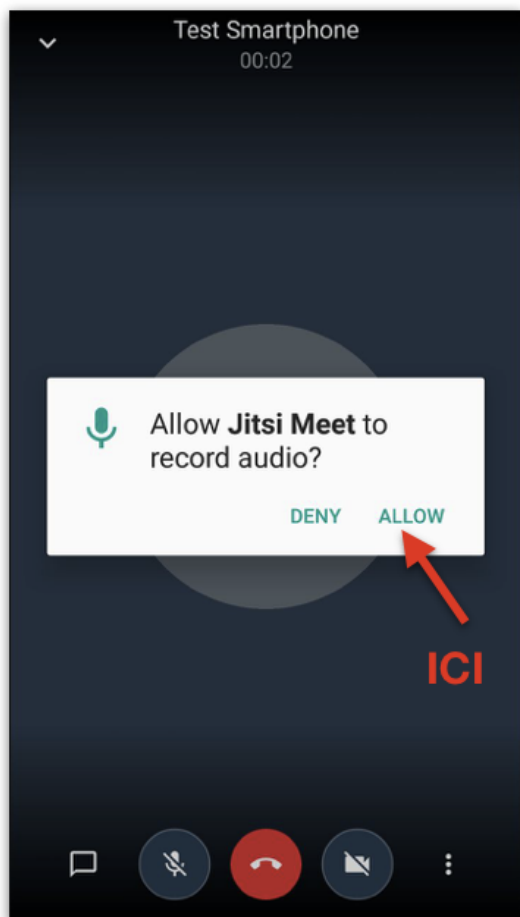 Test Smartphone
00:02
Allow Jitsi Meet to
record audio?
DENY ALLOW
ICI